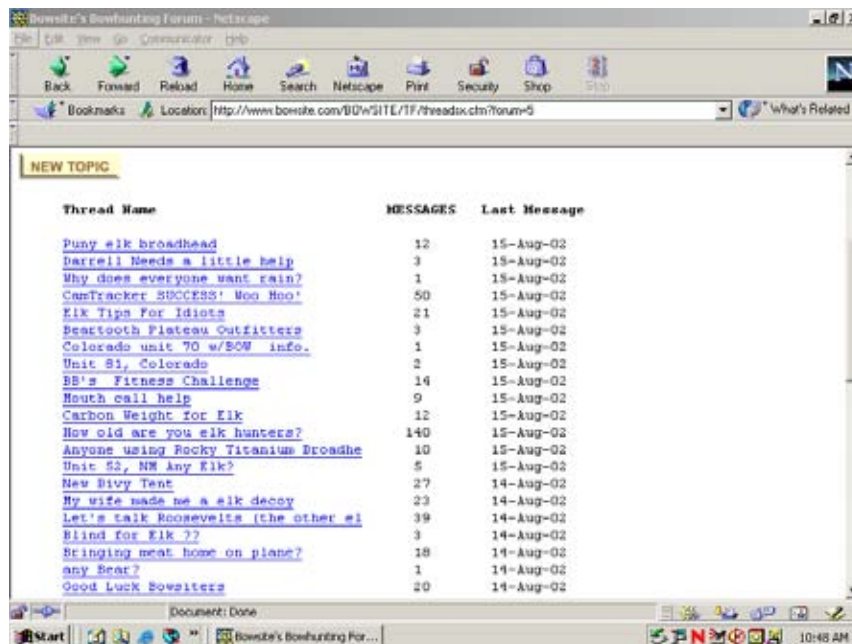 Bowsite's Bowhunting Forum - Netscape
File Edit View Go Communicator Help
Back Forward Reload Home Search Netscape Print Security Shop Stop
Bookmarks Location: http://www.bowsite.com/BOWSITE/TF/threadsx.cfm?forum=5 What's Related
NEW TOPIC
Thread Name MESSAGES Last Message
Puny elk broadhead 12 15-Aug-02
Darrell Needs a little help 3 15-Aug-02
Why does everyone want rain? 1 15-Aug-02
CamTracker SUCCESS! Woo Hoo! 50 15-Aug-02
Elk Tips For Idiots 21 15-Aug-02
Beartooth Plateau Outfitters 3 15-Aug-02
Colorado unit 70 w/BOW info. 1 15-Aug-02
Unit 81, Colorado 2 15-Aug-02
BB's Fitness Challenge 14 15-Aug-02
Mouth call help 9 15-Aug-02
Carbon Weight for Elk 12 15-Aug-02
How old are you elk hunters? 140 15-Aug-02
Anyone using Rocky Titanium Broadhe 10 15-Aug-02
Unit 52, NM Any Elk? 5 15-Aug-02
New Bivy Tent 27 14-Aug-02
My wife made me a elk decoy 23 14-Aug-02
Let's talk Roosevelts (the other el 39 14-Aug-02
Blind for Elk ?? 3 14-Aug-02
Bringing meat home on plane? 18 14-Aug-02
any Bear? 1 14-Aug-02
Good Luck Bowsiters 20 14-Aug-02
Document: Done
Start Bowsite's Bowhunting For... 10:48 AM